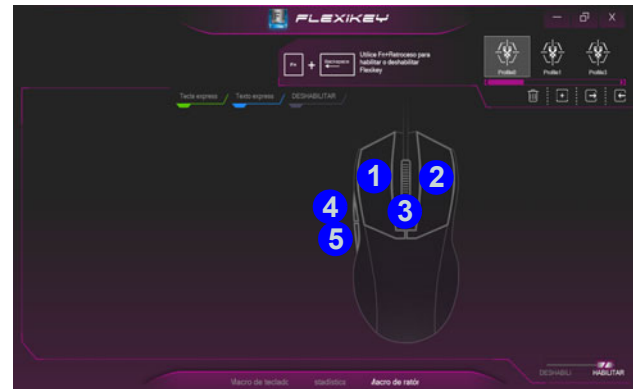 FLEXIKEY
Fn + Backspace
Utilice Fn+Retroceso para
habilitar o deshabilitar
Flexikey
Profile0 Profile1 Profile2
Tecla express
Texto express
DESHABILITAR
1
2
3
4
5
DESHABILI HABILITAR
Macro de teclado
estadística
Macro de ratón